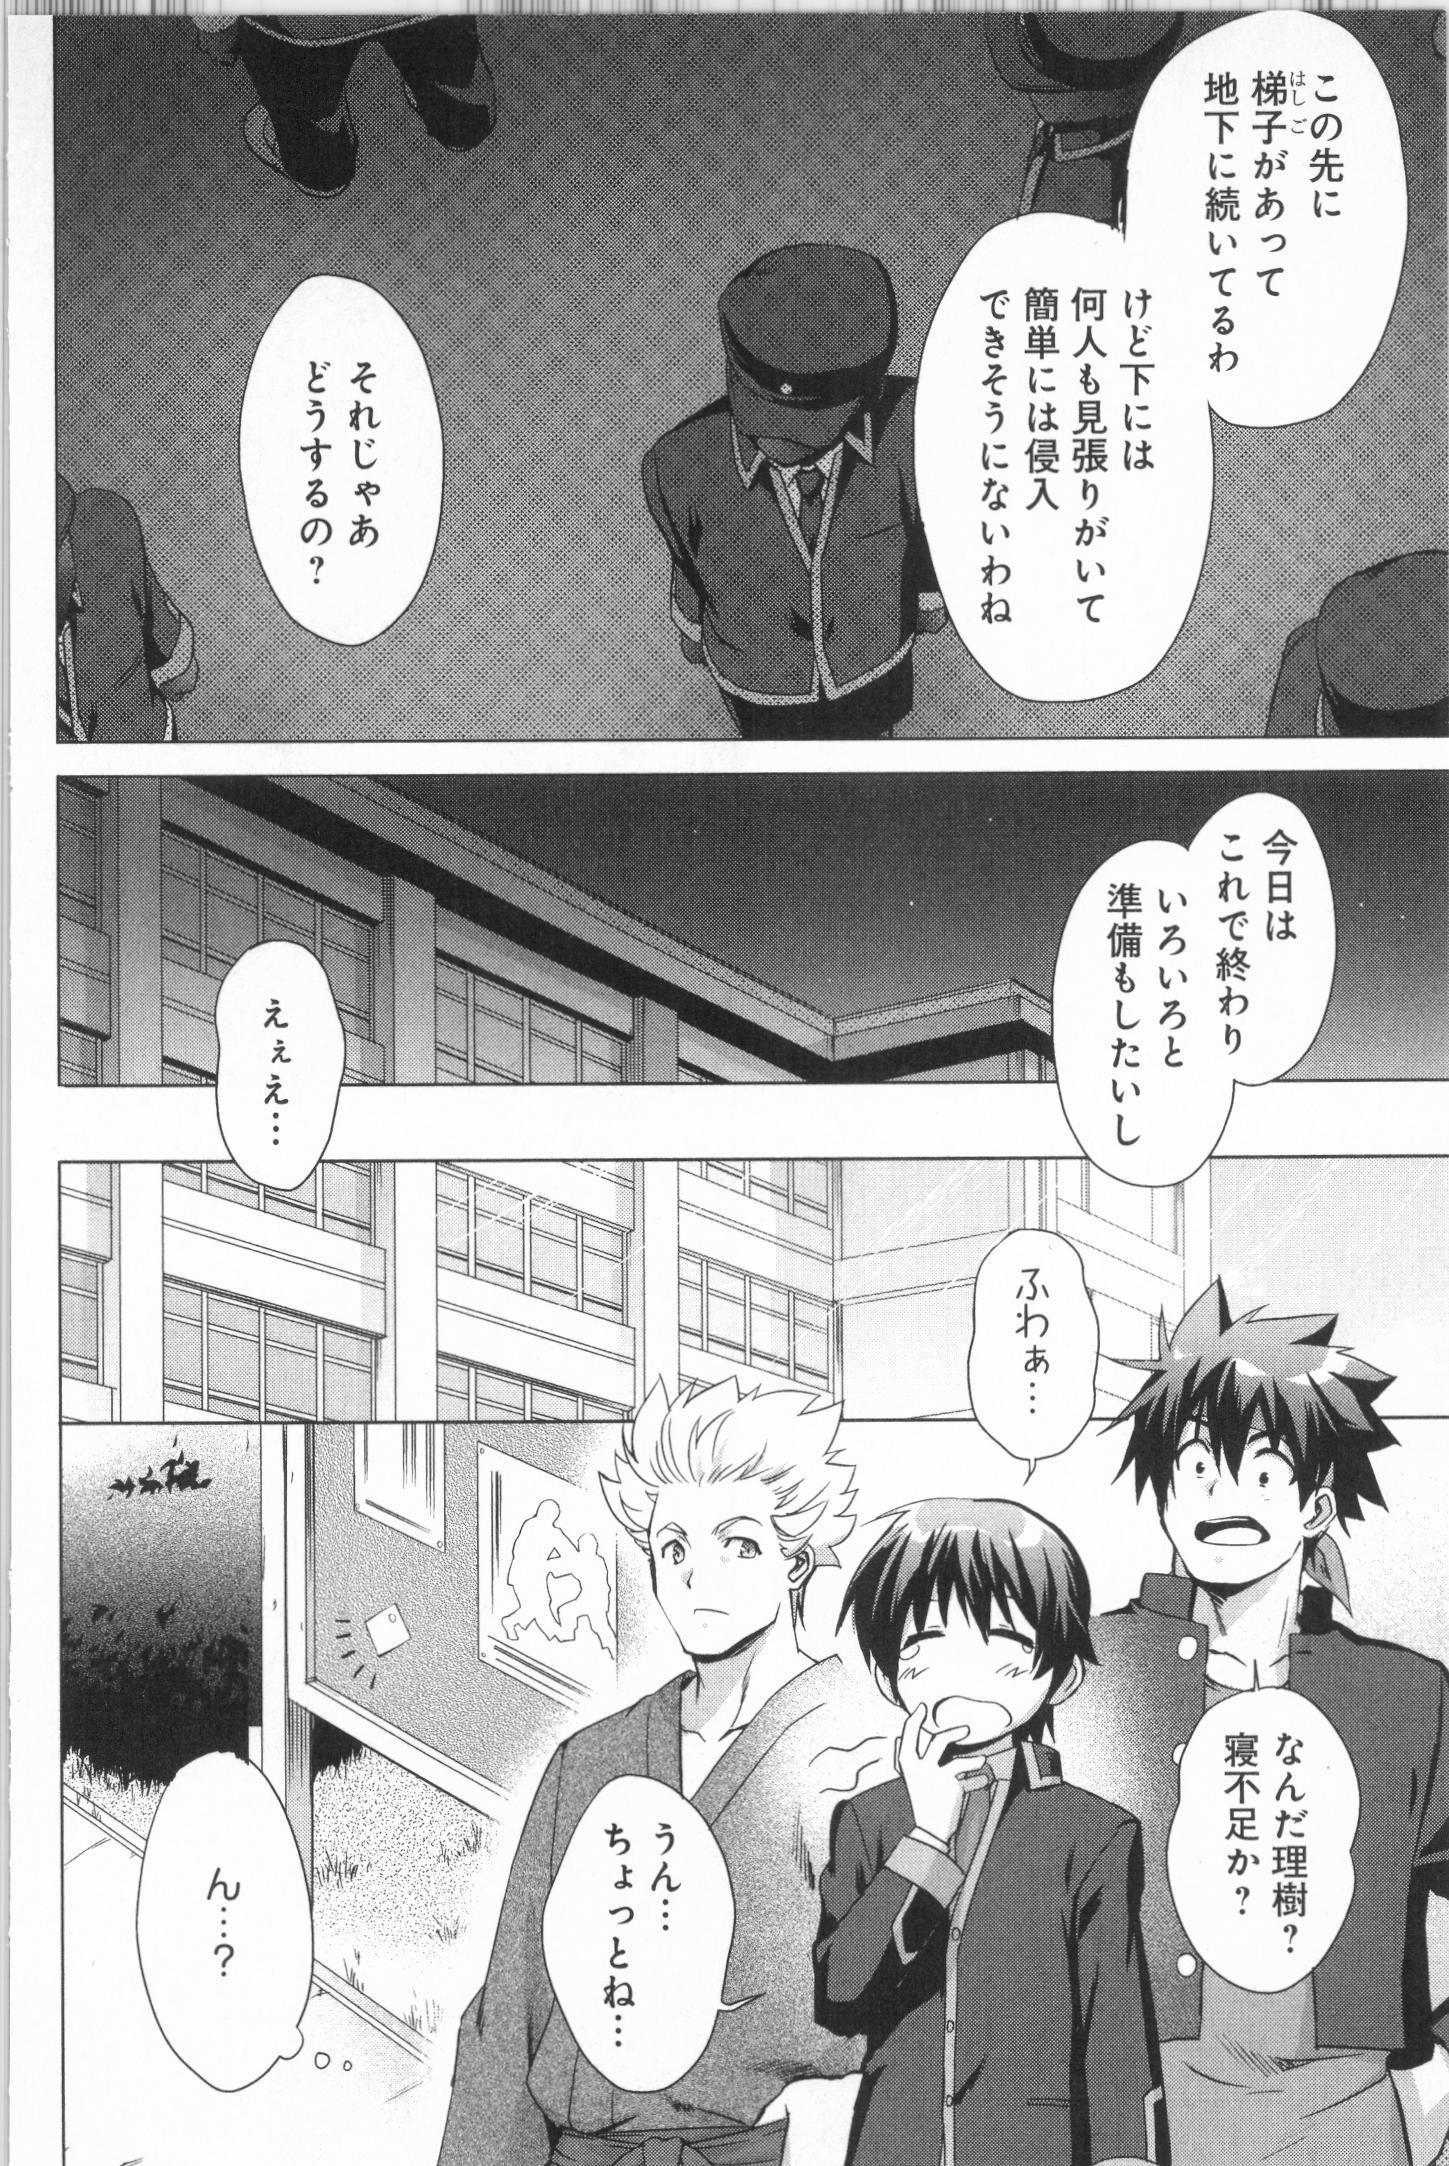 この先に
梯子があって
はしご
地下に続いてるわ
けど下には
何人も見張りがいて
簡単には侵入
できそうにないわね
それじゃあ
どうするの？
今日は
これで終わり
いろいろと
準備もしたいし
えぇえ…
ふわぁ…
なんだ理樹？
寝不足か？
うん…
ちょっとね…
ん…？